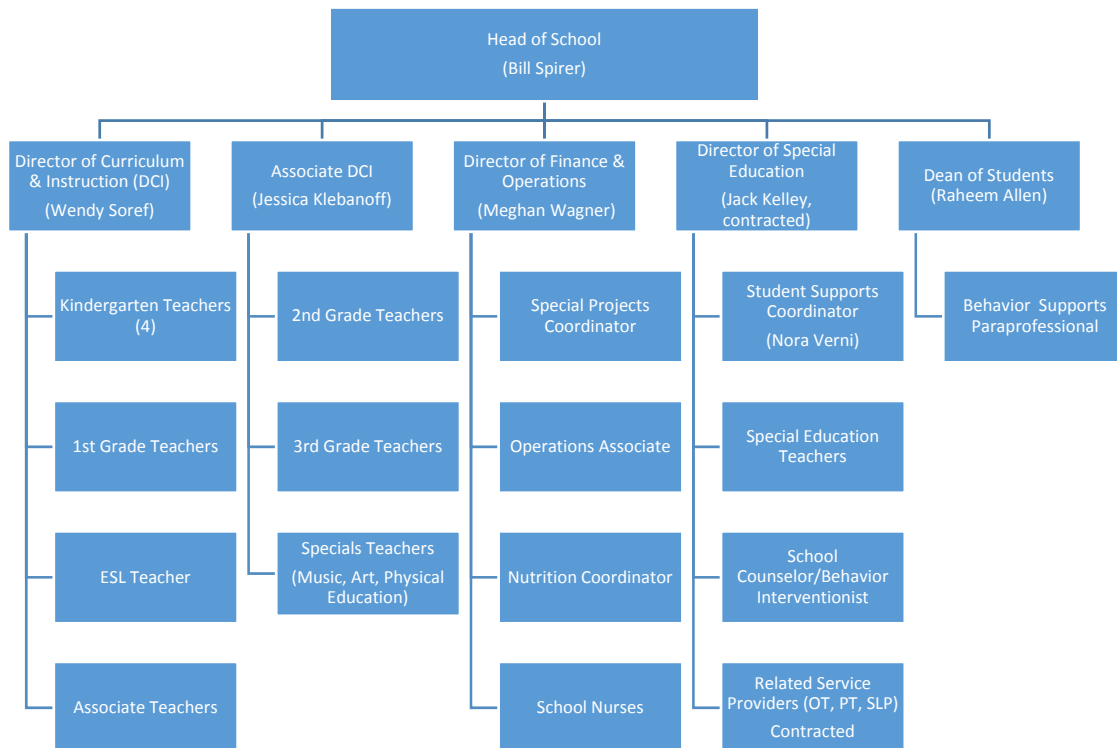 Head of School
(Bill Spirer)
Director of Curriculum
& Instruction (DCI)
(Wendy Soref)
Associate DCI
(Jessica Klebanoff)
Director of Finance &
Operations
(Meghan Wagner)
Director of Special
Education
(Jack Kelley,
contracted)
Dean of Students
(Raheem Allen)
Kindergarten Teachers
(4)
2nd Grade Teachers
Special Projects
Coordinator
Student Supports
Coordinator
(Nora Verni)
Behavior Supports
Paraprofessional
1st Grade Teachers
3rd Grade Teachers
Operations Associate
Special Education
Teachers
ESL Teacher
Specials Teachers
(Music, Art, Physical
Education)
Nutrition Coordinator
School
Counselor/Behavior
Interventionist
Associate Teachers
School Nurses
Related Service
Providers (OT, PT, SLP)
Contracted